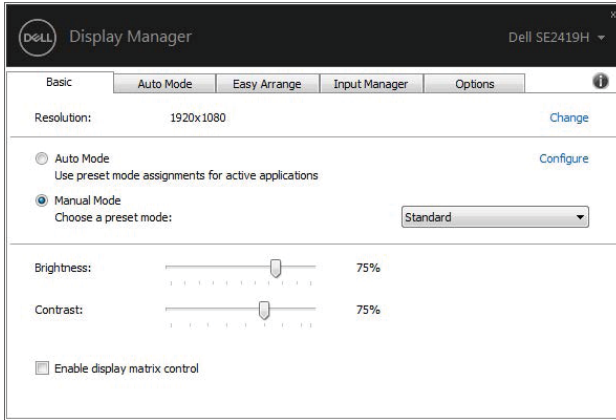 DELL Display Manager Dell SE2419H
Basic Auto Mode Easy Arrange Input Manager Options
Resolution: 1920x1080 Change
Auto Mode Configure
Use preset mode assignments for active applications
Manual Mode
Choose a preset mode: Standard
Brightness: 75%
Contrast: 75%
Enable display matrix control